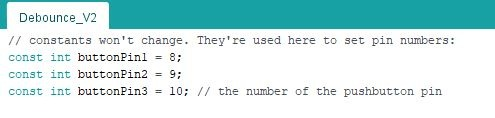 Debounce_V2
// constants won't change. They're used here to set pin numbers:
const int buttonPin1 = 8;
const int buttonPin2 = 9;
const int buttonPin3 = 10; // the number of the pushbutton pin